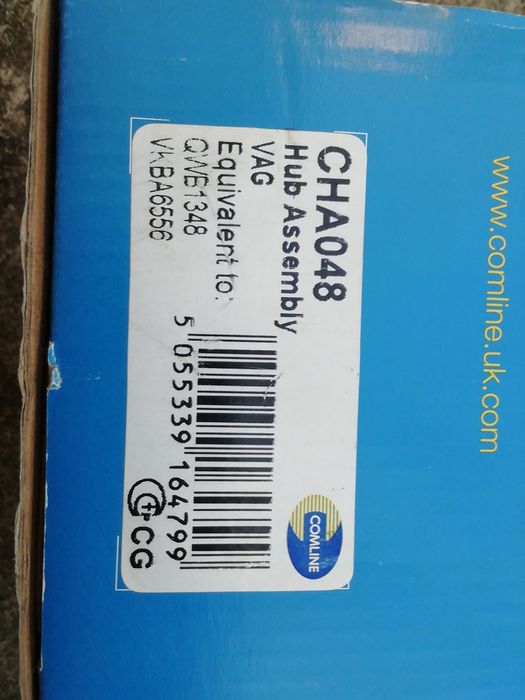 www.comline.uk.com
CHA048
Hub Assembly
VAG
Equivalent to:
QWB1348
VKBA6556
5 055339 164799
COMLINE
CG